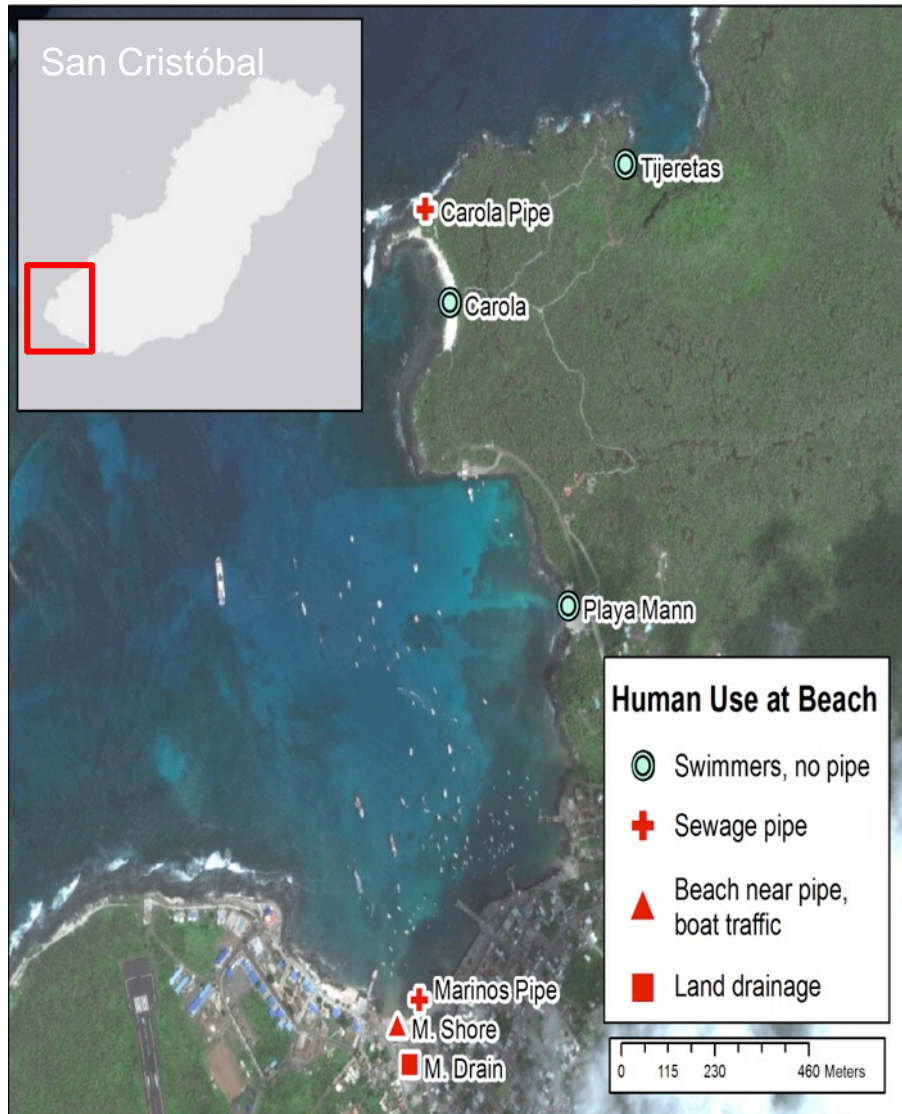 San Cristóbal
Tijeretas
Carola Pipe
Carola
Playa Mann
Human Use at Beach
Swimmers, no pipe
Sewage pipe
Beach near pipe,
boat traffic
Land drainage
Marinos Pipe
M. Shore
M. Drain
0 115 230 460 Meters